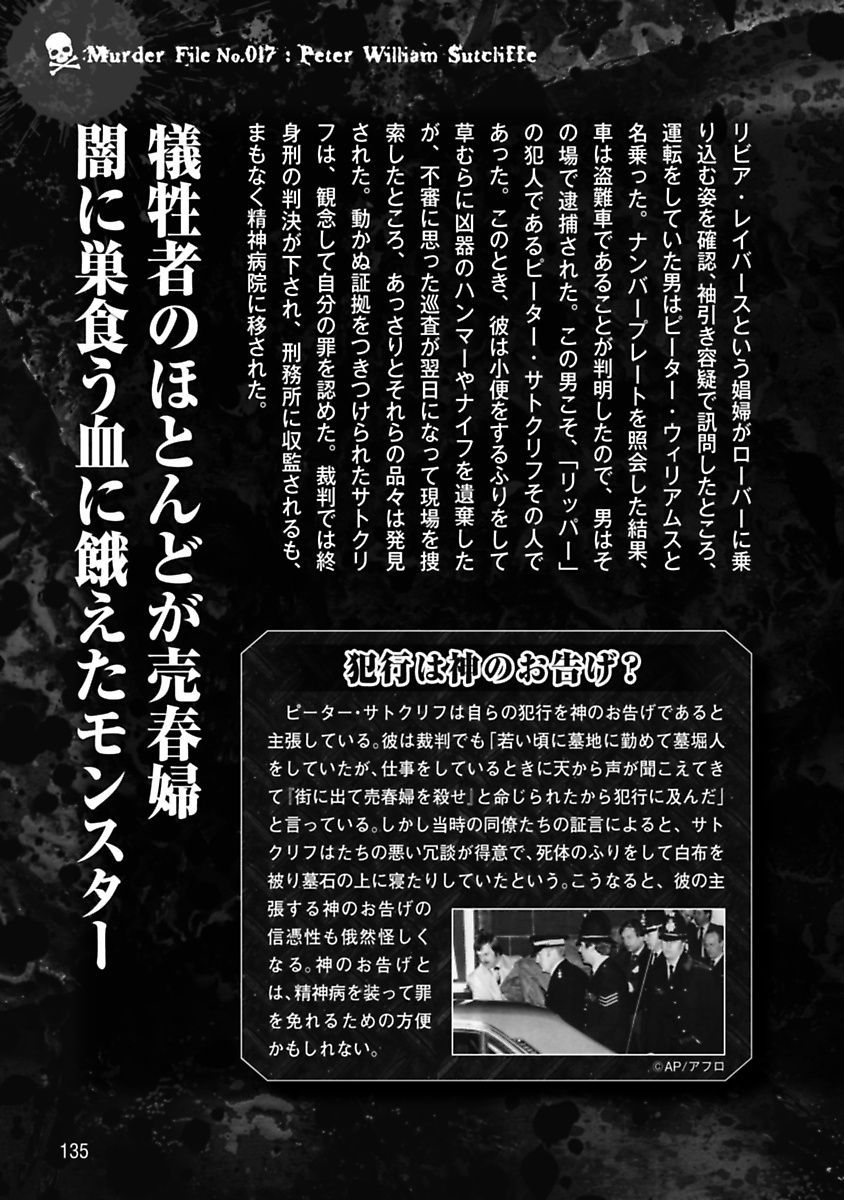 Murder File No.017 : Peter William Sutcliffe
リビア・レイバースという娼婦がローバーに乗
り込む姿を確認、袖引き容疑で訊問したところ、
運転をしていた男はピーター・ウィリアムスと
名乗った。ナンバープレートを照会した結果、
車は盗難車であることが判明したので、男はそ
の場で逮捕された。この男こそ、「リッパー」
の犯人であるピーター・サトクリフその人で
あった。このとき、彼は小便をするふりをして
草むらに凶器のハンマーやナイフを遺棄した
が、不審に思った巡査が翌日になって現場を捜
索したところ、あっさりとそれらの品々は発見
された。動かぬ証拠をつきつけられたサトクリ
フは、観念して自分の罪を認めた。裁判では終
身刑の判決が下され、刑務所に収監されるも、
まもなく精神病院に移された。
犠牲者のほとんどが売春婦
闇に巣食う血に餓えたモンスター
犯行は神のお告げ？
ピーター・サトクリフは自らの犯行を神のお告げであると
主張している。彼は裁判でも「若い頃に墓地に勤めて墓堀人
をしていたが、仕事をしているときに天から声が聞こえてき
て『街に出て売春婦を殺せ』と命じられたから犯行に及んだ」
と言っている。しかし当時の同僚たちの証言によると、サト
クリフはたちの悪い冗談が得意で、死体のふりをして白布を
被り墓石の上に寝たりしていたという。こうなると、彼の主
張する神のお告げの
信憑性も俄然怪しく
なる。神のお告げと
は、精神病を装って罪
を免れるための方便
かもしれない。
©AP/アフロ
135